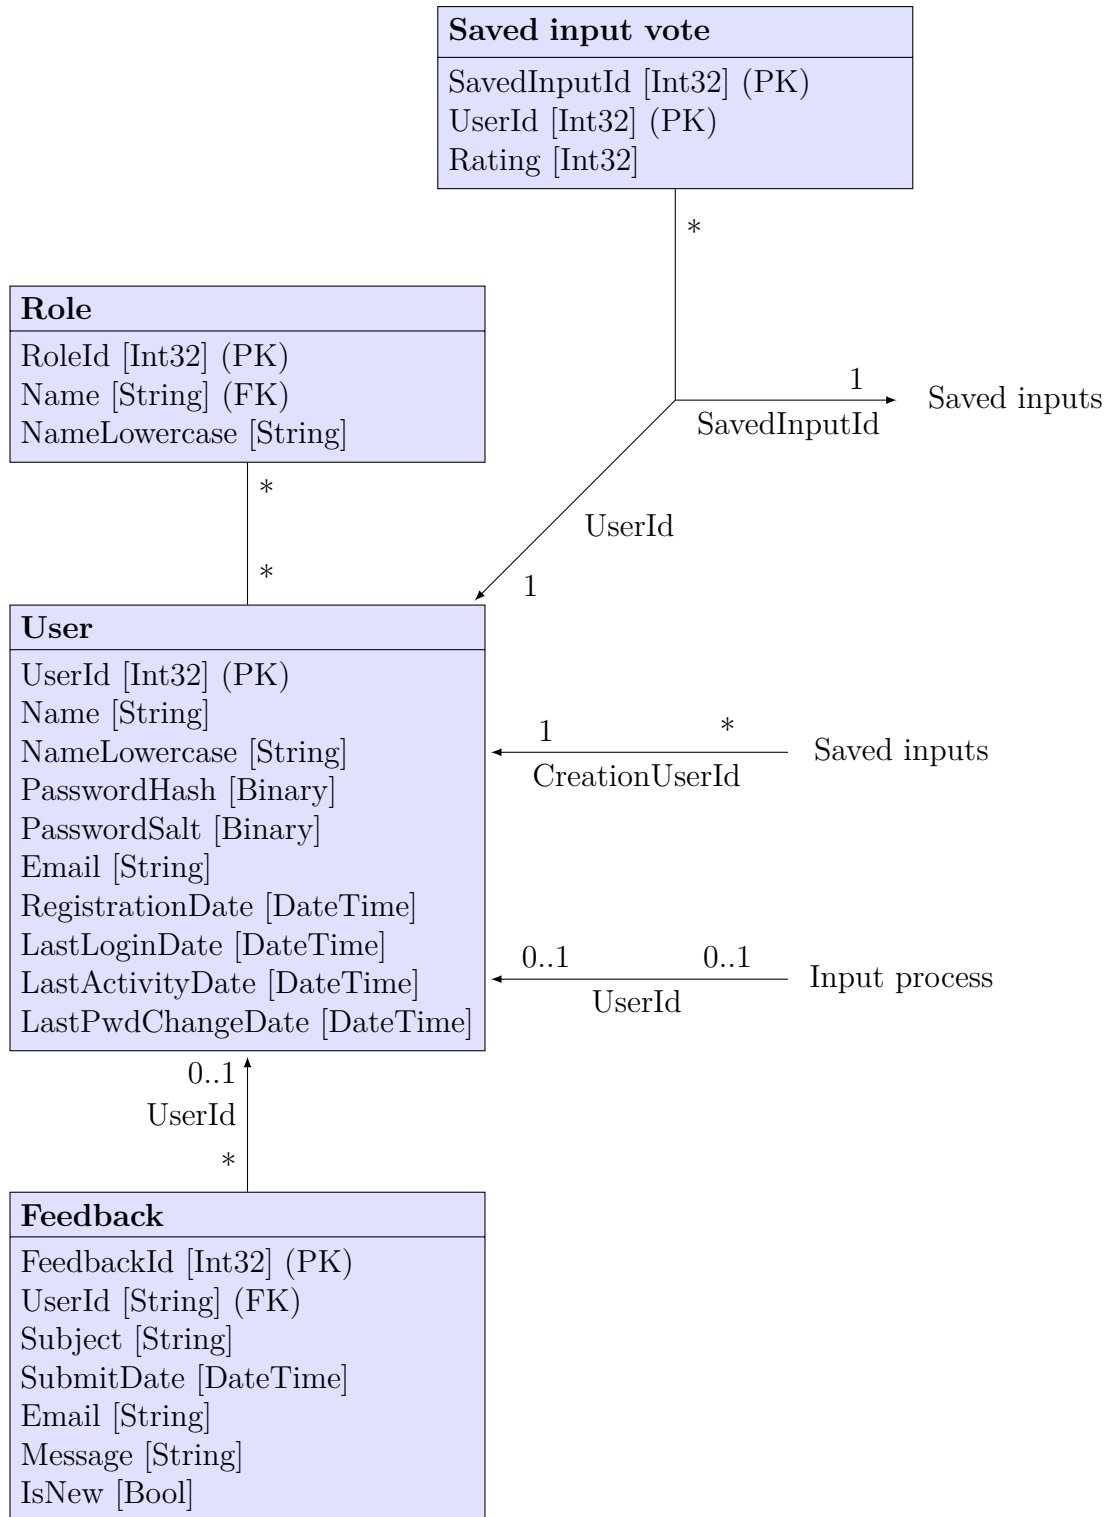 Saved input vote
SavedInputId [Int32] (PK)
UserId [Int32] (PK)
Rating [Int32]
*
Role
RoleId [Int32] (PK)
Name [String] (FK)
NameLowercase [String]
1
Saved inputs
SavedInputId
*
UserId
*
1
User
UserId [Int32] (PK)
Name [String]
NameLowercase [String]
PasswordHash [Binary]
PasswordSalt [Binary]
Email [String]
RegistrationDate [DateTime]
LastLoginDate [DateTime]
LastActivityDate [DateTime]
LastPwdChangeDate [DateTime]
1
*
Saved inputs
CreationUserId
0..1
0..1
Input process
UserId
0..1
UserId
*
Feedback
FeedbackId [Int32] (PK)
UserId [String] (FK)
Subject [String]
SubmitDate [DateTime]
Email [String]
Message [String]
IsNew [Bool]